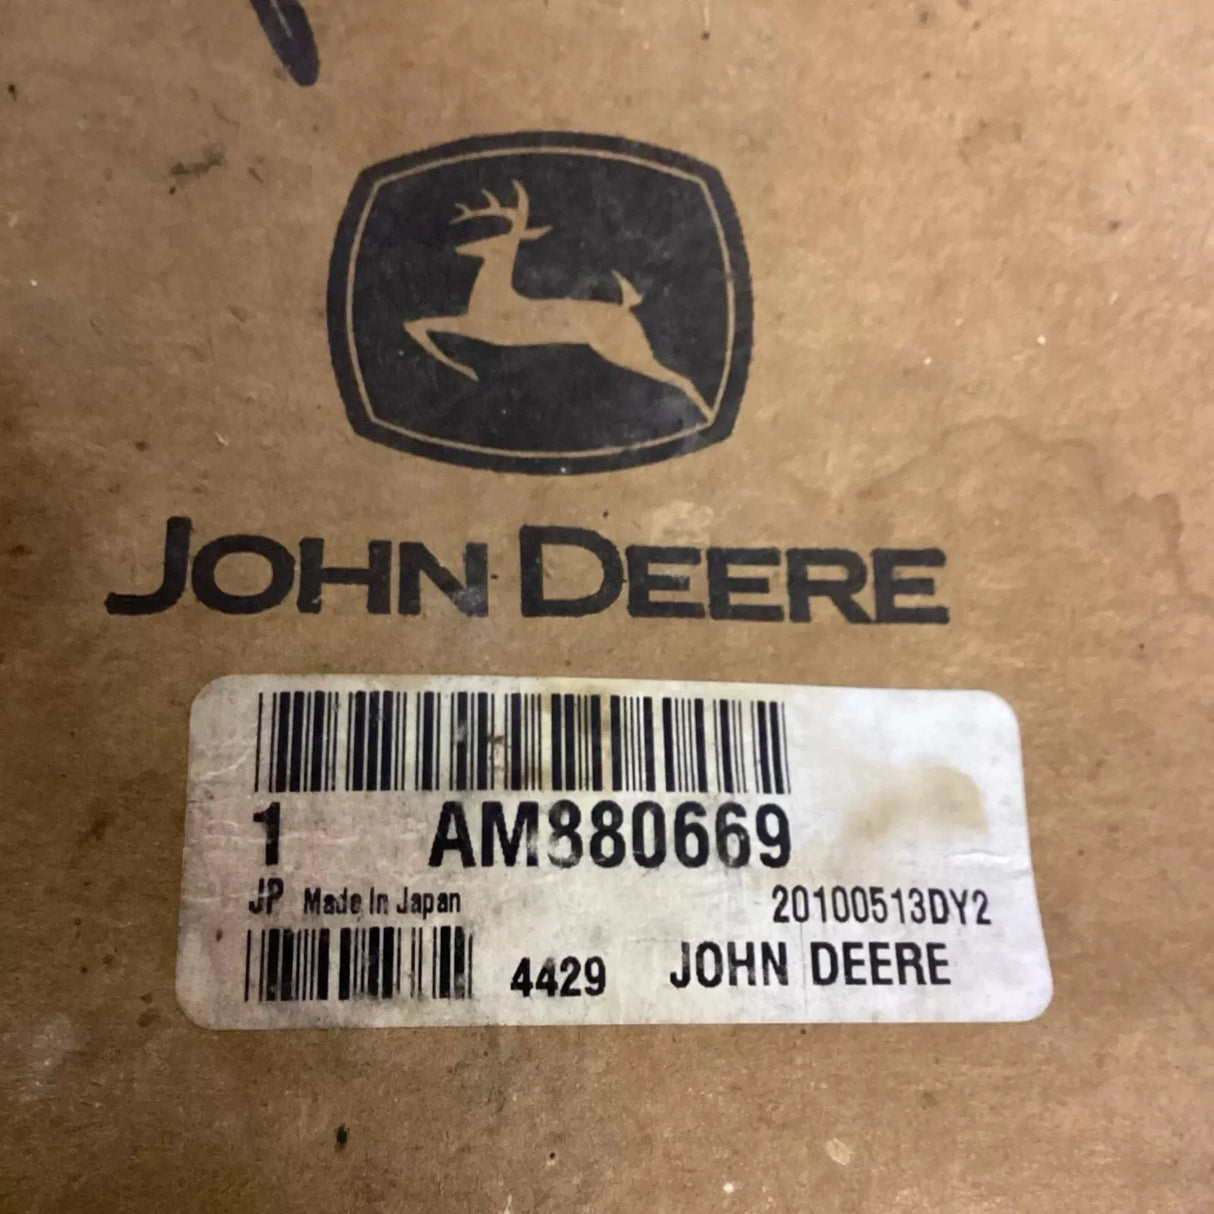 JOHN DEERE
1 AM880669
JP Made In Japan 20100513DY2
4429 JOHN DEERE